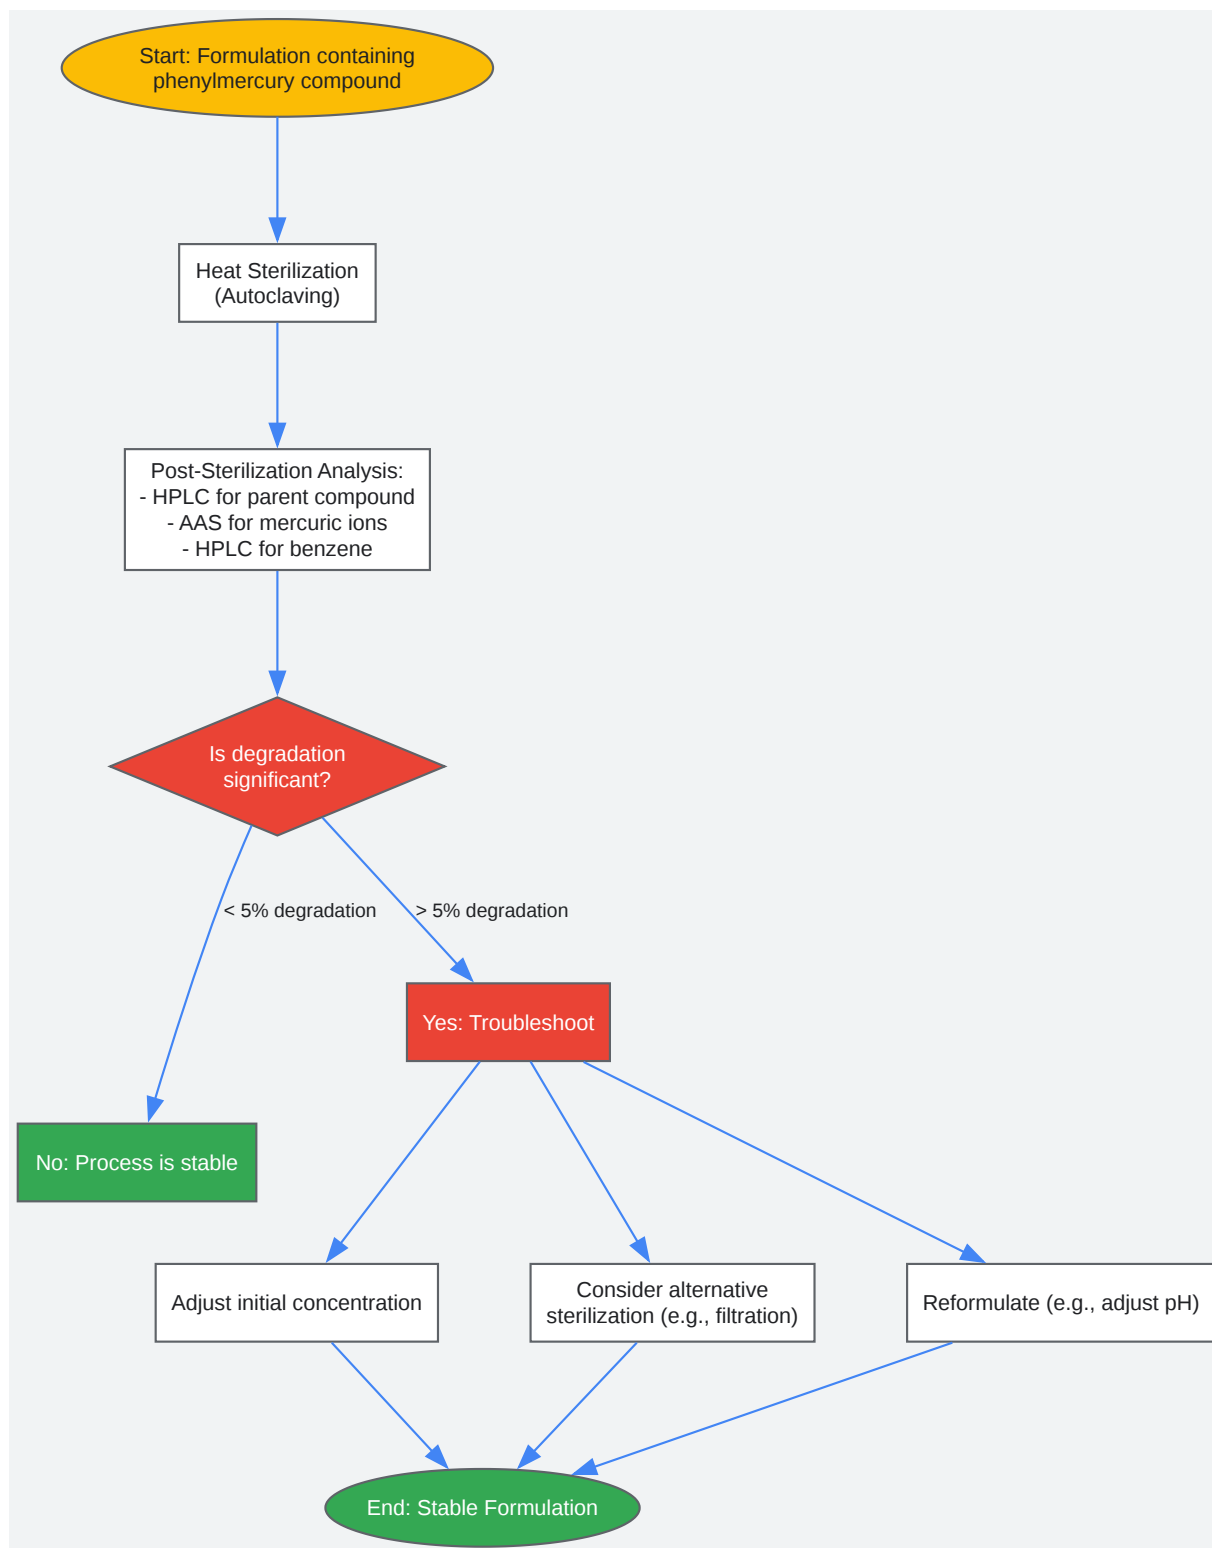 Start: Formulation containing
phenylmercury compound
Heat Sterilization
(Autoclaving)
Post-Sterilization Analysis:
- HPLC for parent compound
- AAS for mercuric ions
- HPLC for benzene
Is degradation
significant?
< 5% degradation
> 5% degradation
Yes: Troubleshoot
No: Process is stable
Adjust initial concentration
Consider alternative
sterilization (e.g., filtration)
Reformulate (e.g., adjust pH)
End: Stable Formulation